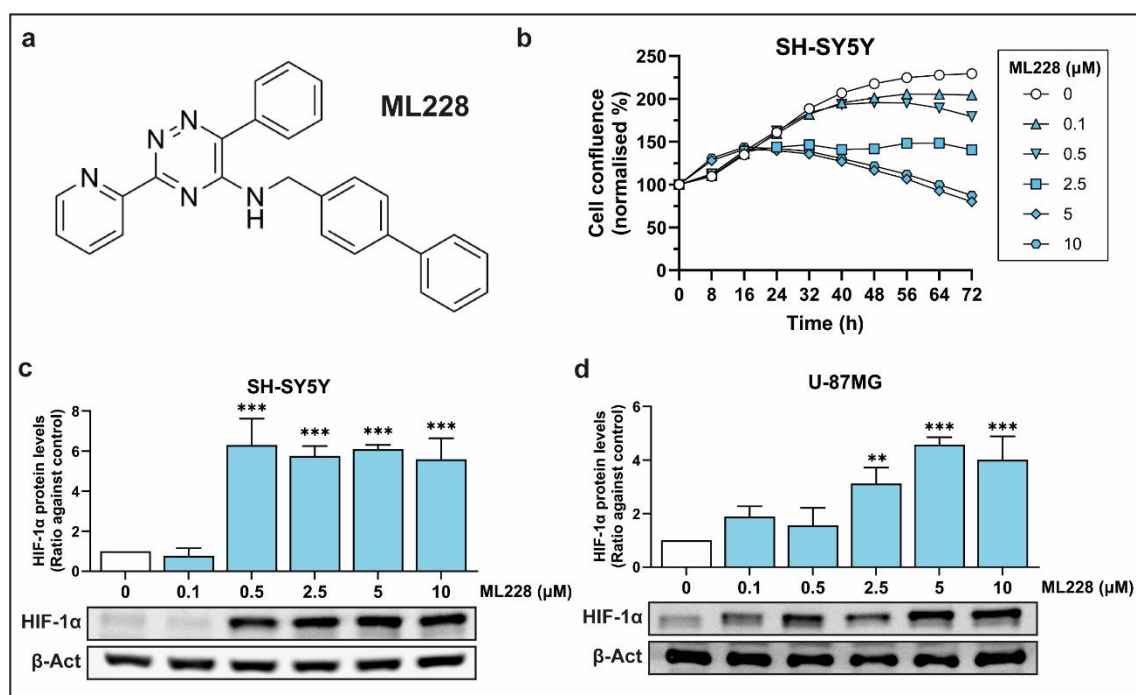 a
ML228
N
N
N
N
N
H
b
SH-SY5Y
Cell confluence
(normalised %)
250
200
150
100
50
0
0 8 16 24 32 40 48 56 64 72
Time (h)
ML228 (µM)
0
0.1
0.5
2.5
5
10
c
SH-SY5Y
HIF-1α protein levels
(Ratio against control)
8
6
4
2
0
*** *** *** ***
0 0.1 0.5 2.5 5 10 ML228 (µM)
HIF-1α
β-Act
d
U-87MG
HIF-1α protein levels
(Ratio against control)
6
4
2
0
** *** ***
0 0.1 0.5 2.5 5 10 ML228 (µM)
HIF-1α
β-Act